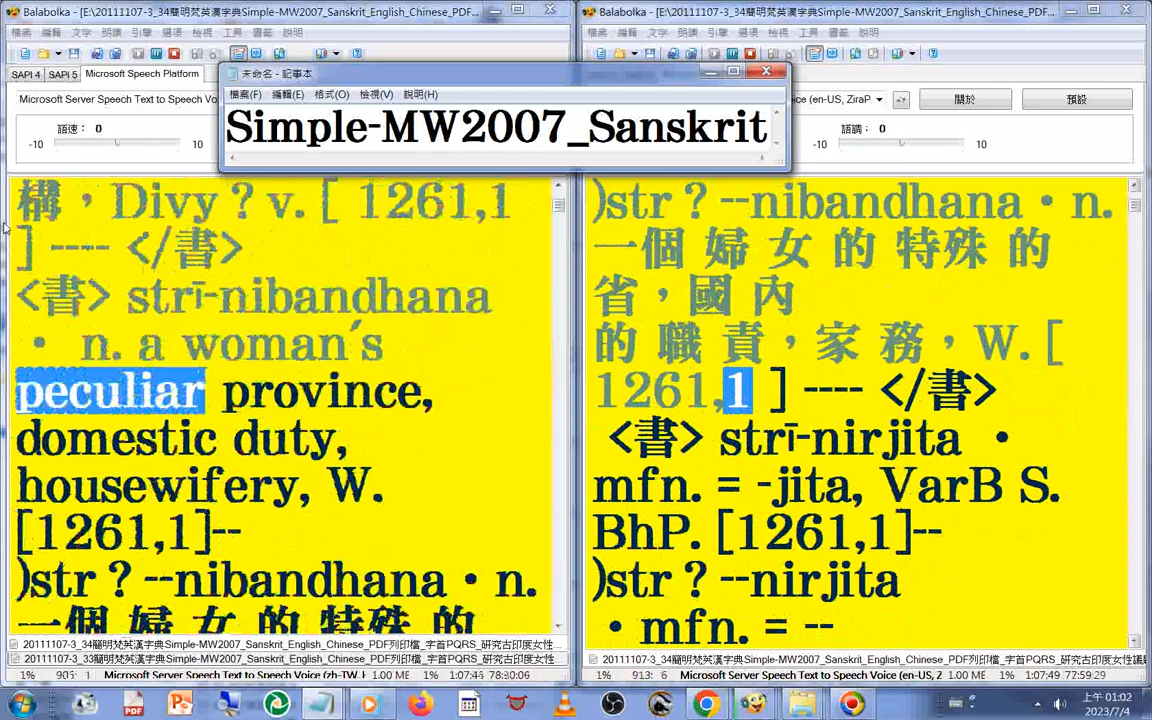 Balabolka - [E:\20111107-3_34簡明梵英漢字典Simple-MW2007_Sanskrit_English_Chinese_PDF...
檔案 編輯 文字 朗讀 引擎 選項 檢視 工具 書籤 說明
SAPI 4 SAPI 5 Microsoft Speech Platform
Microsoft Server Speech Text to Speech Vo
語速： 0
-10 10
構，Divy？v. [ 1261,1
] ---- </書>
<書> strī-nibandhana
• n. a woman´s
peculiar province,
domestic duty,
housewifery, W.
[1261,1]--
)str？--nibandhana • n.
一個 婦 女 的 特殊 的
20111107-3_34簡明梵英漢字典Simple-MW2007_Sanskrit_English_Chinese_PDF列印檔_字首PQRS_研究古印度女性...
20111107-3_33簡明梵英漢字典Simple-MW2007_Sanskrit_English_Chinese_PDF列印檔_字首PQRS_研究古印度女性...
1% 905: 1 Microsoft Server Speech Text to Speech Voice (zh-TW, 1.00 MB 1% 1:07:44 78:30:06
未命名 - 記事本
檔案(F) 編輯(E) 格式(O) 檢視(V) 說明(H)
Simple-MW2007_Sanskrit
Balabolka - [E:\20111107-3_34簡明梵英漢字典Simple-MW2007_Sanskrit_English_Chinese_PDF...
檔案 編輯 文字 朗讀 引擎 選項 檢視 工具 書籤 說明
ice (en-US, ZiraP 關於 預設
語調： 0
-10 10
)str？--nibandhana • n.
一個 婦 女 的 特殊 的
省，國 內
的 職 責，家 務，W. [
1261,1 ] ---- </書>
<書> strī-nirjita •
mfn. = -jita, VarB S.
BhP. [1261,1]--
)str？--nirjita
• mfn. = --
20111107-3_34簡明梵英漢字典Simple-MW2007_Sanskrit_English_Chinese_PDF列印檔_字首PQRS_研究古印度女性議
1% 913: 6 Microsoft Server Speech Text to Speech Voice (en-US, Z 1.00 MB 1% 1:07:49 77:59:29
上午 01:02
2023/7/4